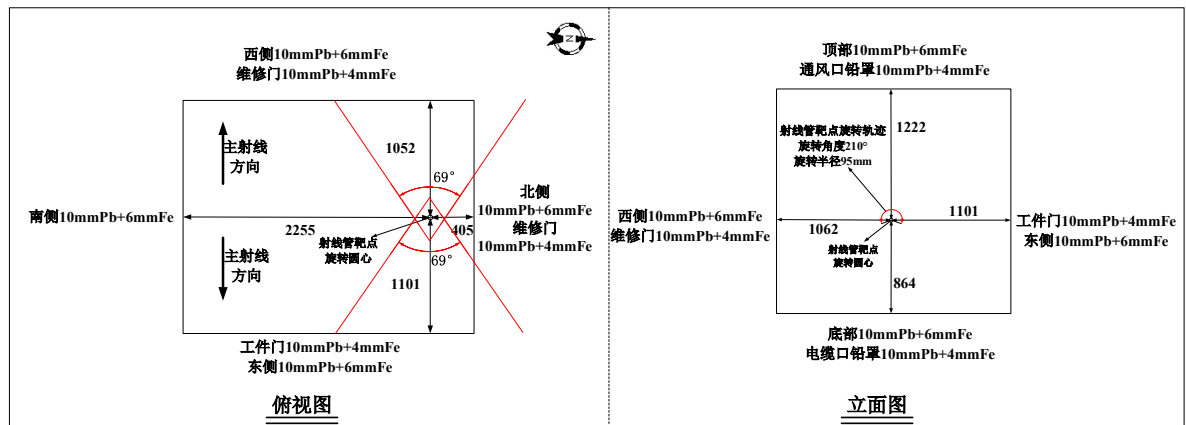 西侧10mmPb+6mmFe
维修门10mmPb+4mmFe
N
主射线
方向
1052
69°
南侧10mmPb+6mmFe
2255
405
射线管靶点
旋转圆心
北侧
10mmPb+6mmFe
维修门
10mmPb+4mmFe
主射线
方向
69°
1101
工件门10mmPb+4mmFe
东侧10mmPb+6mmFe
俯视图
顶部10mmPb+6mmFe
通风口铅罩10mmPb+4mmFe
1222
射线管靶点旋转轨迹
旋转角度210°
旋转半径95mm
西侧10mmPb+6mmFe
维修门10mmPb+4mmFe
1062
1101
工件门10mmPb+4mmFe
东侧10mmPb+6mmFe
射线管靶点
旋转圆心
864
底部10mmPb+6mmFe
电缆口铅罩10mmPb+4mmFe
立面图